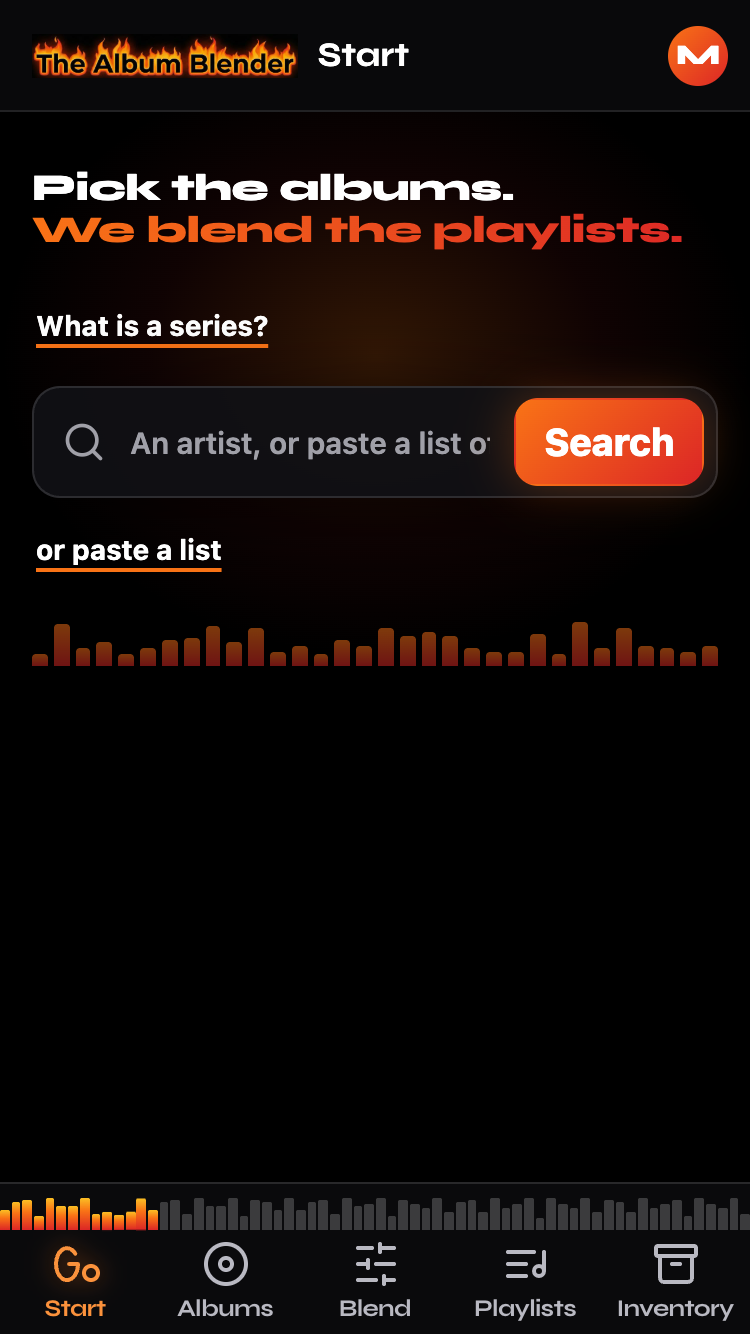 The Album Blender Start M
Pick the albums.
We blend the playlists.
What is a series?
An artist, or paste a list o Search
or paste a list
Go
Start Albums Blend Playlists Inventory